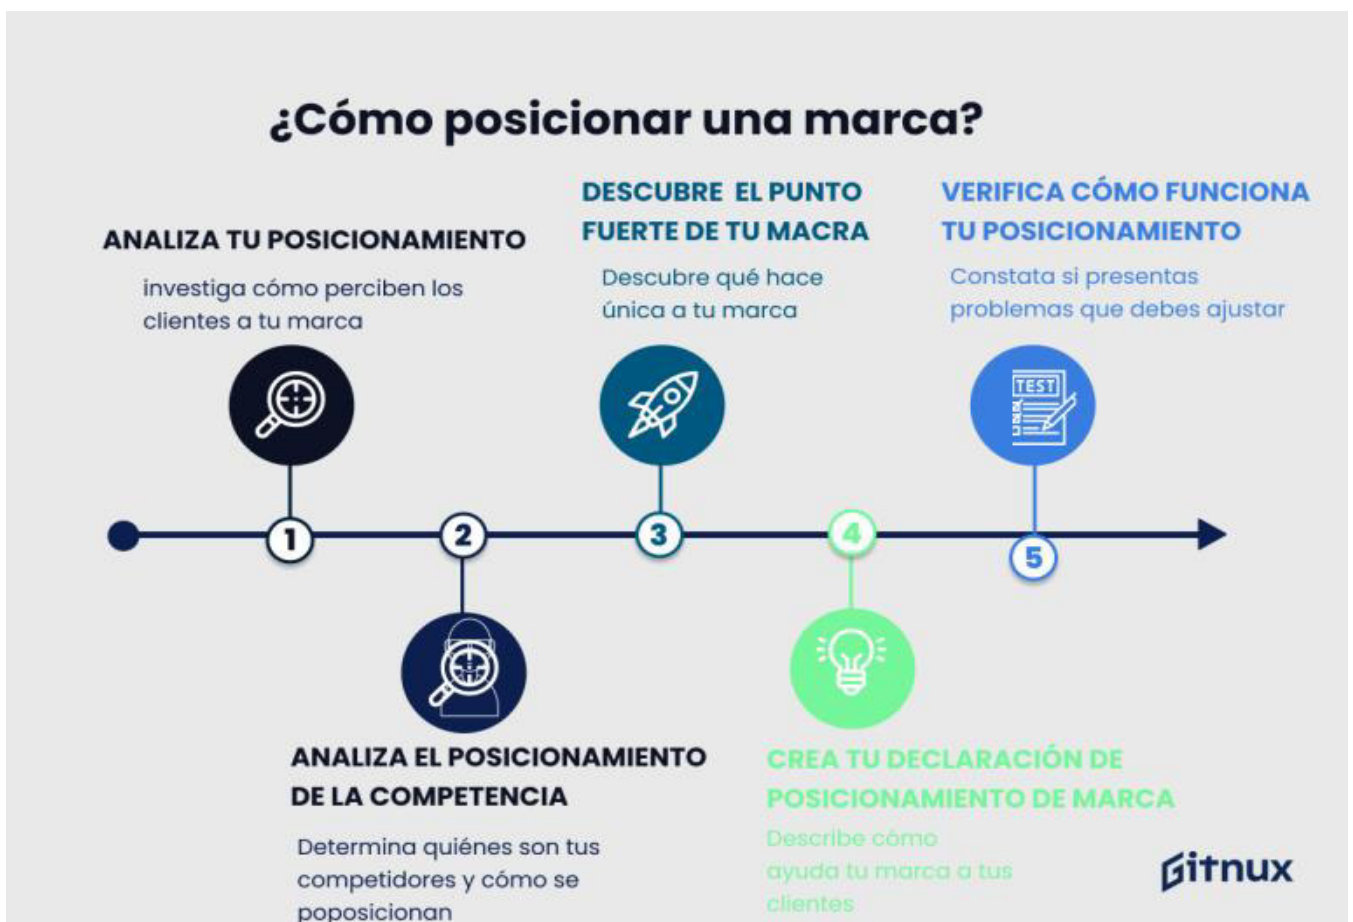 ¿Cómo posicionar una marca?
ANALIZA TU POSICIONAMIENTO
investiga cómo perciben los
clientes a tu marca
1
2
ANALIZA EL POSICIONAMIENTO
DE LA COMPETENCIA
Determina quiénes son tus
competidores y cómo se
poposicionan
DESCUBRE EL PUNTO
FUERTE DE TU MACRA
Descubre qué hace
única a tu marca
3
4
CREA TU DECLARACIÓN DE
POSICIONAMIENTO DE MARCA
Describe cómo
ayuda tu marca a tus
clientes
VERIFICA CÓMO FUNCIONA
TU POSICIONAMIENTO
Constata si presentas
problemas que debes ajustar
TEST
5
Gitnux